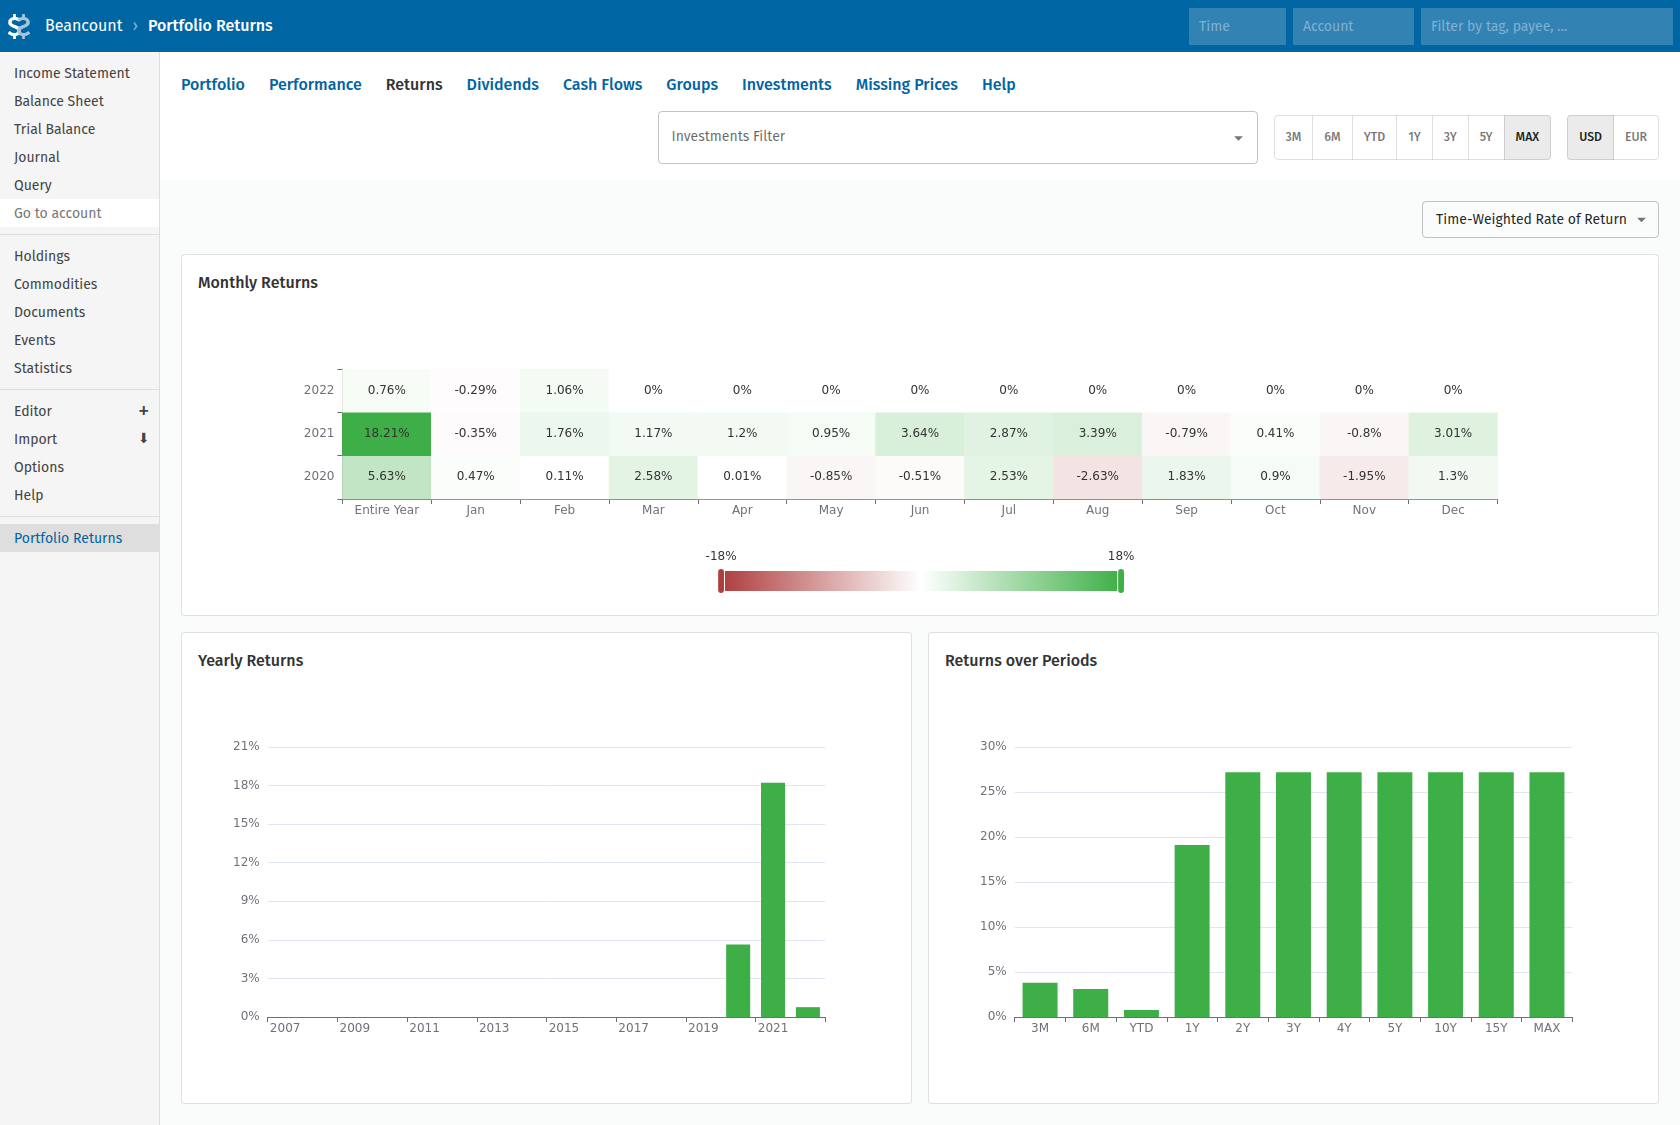 Beancount › Portfolio Returns
Time
Account
Filter by tag, payee, ...
Income Statement
Balance Sheet
Trial Balance
Journal
Query
Go to account
Holdings
Commodities
Documents
Events
Statistics
Editor +
Import
Options
Help
Portfolio Returns
Portfolio Performance Returns Dividends Cash Flows Groups Investments Missing Prices Help
Investments Filter
3M 6M YTD 1Y 3Y 5Y MAX
USD EUR
Time-Weighted Rate of Return
Monthly Returns
2022 0.76% -0.29% 1.06% 0% 0% 0% 0% 0% 0% 0% 0% 0% 0%
2021 18.21% -0.35% 1.76% 1.17% 1.2% 0.95% 3.64% 2.87% 3.39% -0.79% 0.41% -0.8% 3.01%
2020 5.63% 0.47% 0.11% 2.58% 0.01% -0.85% -0.51% 2.53% -2.63% 1.83% 0.9% -1.95% 1.3%
Entire Year Jan Feb Mar Apr May Jun Jul Aug Sep Oct Nov Dec
-18% 18%
Yearly Returns
21%
18%
15%
12%
9%
6%
3%
0%
2007 2009 2011 2013 2015 2017 2019 2021
Returns over Periods
30%
25%
20%
15%
10%
5%
0%
3M 6M YTD 1Y 2Y 3Y 4Y 5Y 10Y 15Y MAX